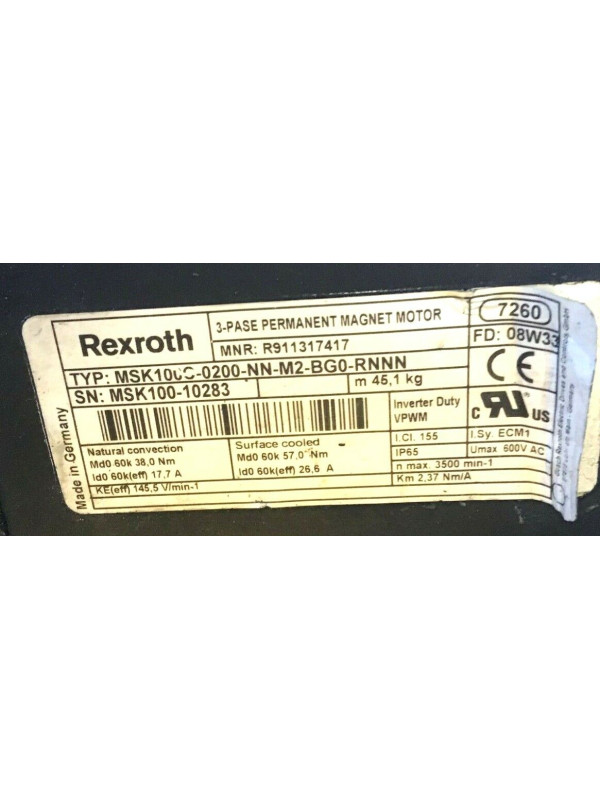 Rexroth
3-PASE PERMANENT MAGNET MOTOR
7260
MNR: R911317417
FD: 08W33
TYP: MSK100C-0200-NN-M2-BG0-RNNN
SN: MSK100-10283
m 45,1 kg
CE
Made in Germany
Inverter Duty
VPWM
c RU US
Natural convection
Md0 60k 38,0 Nm
Id0 60k(eff) 17,7 A
Surface cooled
Md0 60k 57,0 Nm
Id0 60k(eff) 26,6 A
I.Cl. 155
I.Sy. ECM1
IP65
Umax 600V AC
n max. 3500 min-1
KE(eff) 145,5 V/min-1
Km 2,37 Nm/A